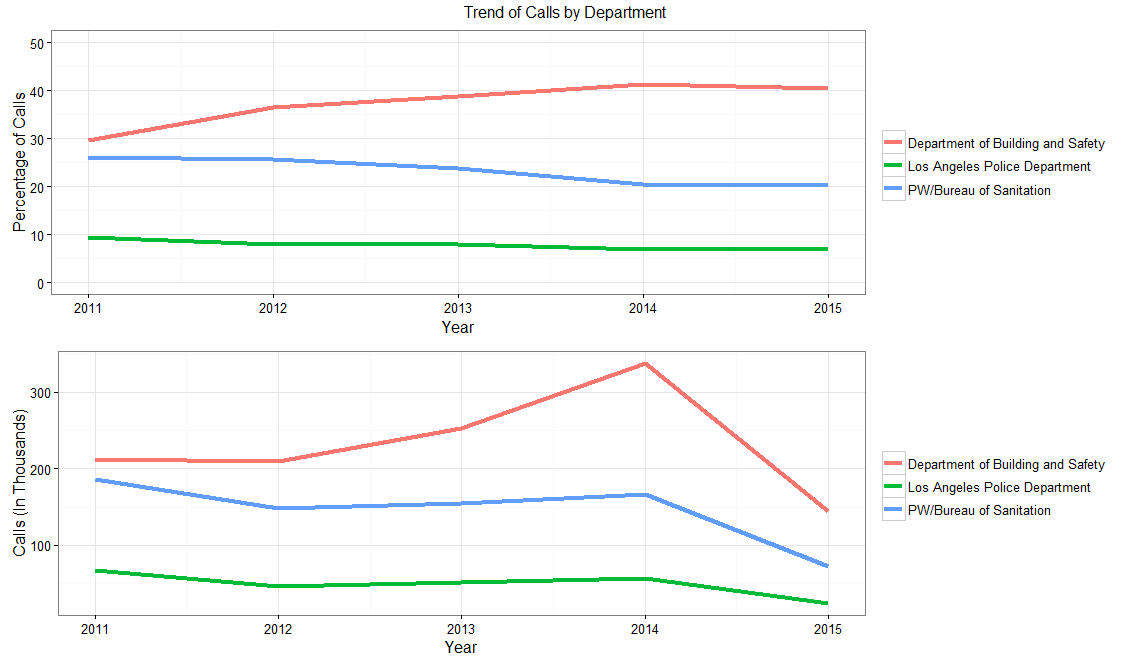 Trend of Calls by Department
50
40
30
20
10
0
Percentage of Calls
2011 2012 2013 2014 2015
Year
Department of Building and Safety
Los Angeles Police Department
PW/Bureau of Sanitation
300
200
100
Calls (In Thousands)
2011 2012 2013 2014 2015
Year
Department of Building and Safety
Los Angeles Police Department
PW/Bureau of Sanitation